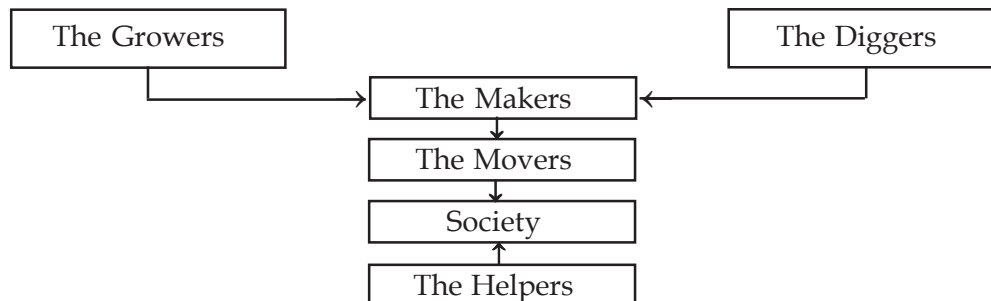 The Growers
The Diggers
The Makers
The Movers
Society
The Helpers